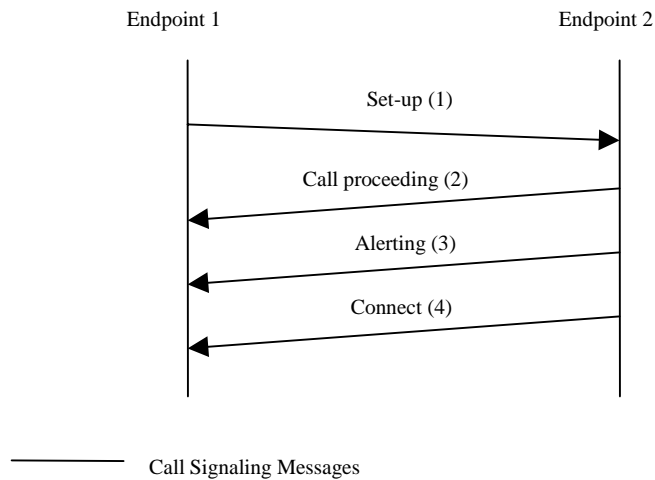 Endpoint 1
Endpoint 2
Set-up (1)
Call proceeding (2)
Alerting (3)
Connect (4)
Call Signaling Messages